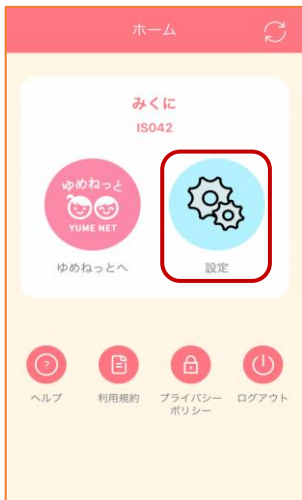 ホーム
みくに
IS042
ゆめねっと
YUME NET
ゆめねっとへ
設定
?
ヘルプ
利用規約
プライバシー
ポリシー
ログアウト